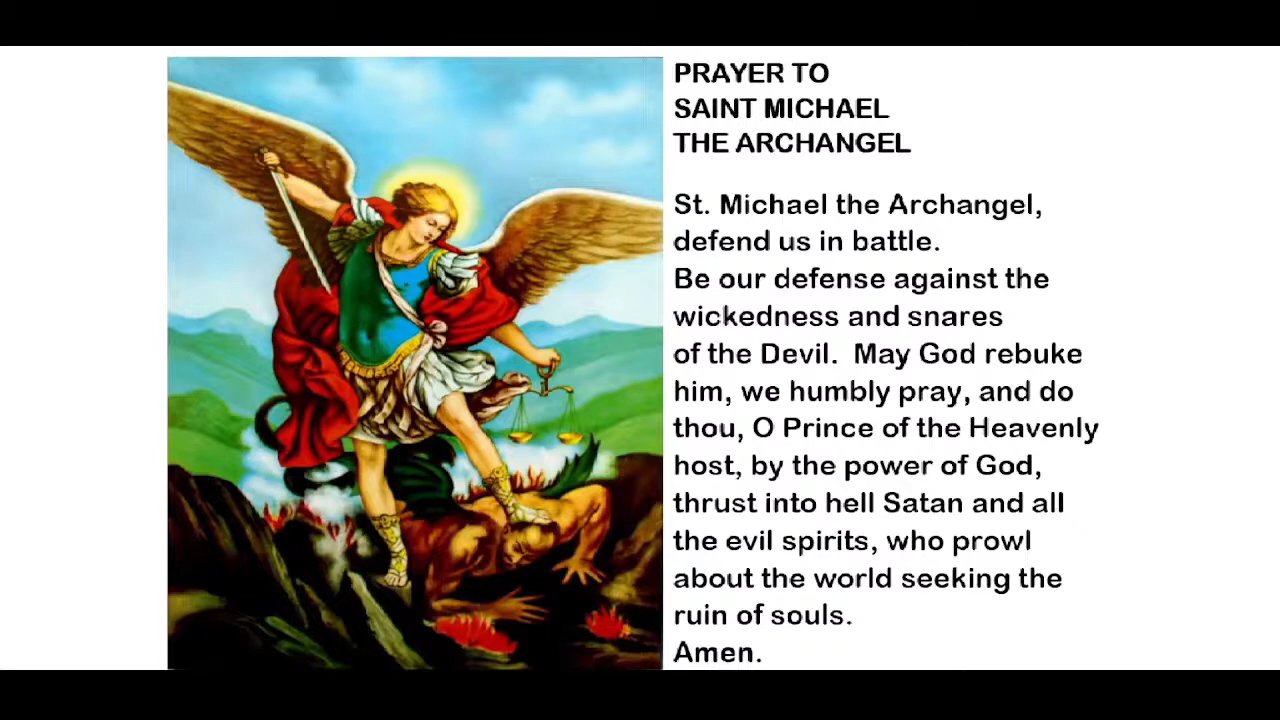 PRAYER TO
SAINT MICHAEL
THE ARCHANGEL
St. Michael the Archangel,
defend us in battle.
Be our defense against the
wickedness and snares
of the Devil.  May God rebuke
him, we humbly pray, and do
thou, O Prince of the Heavenly
host, by the power of God,
thrust into hell Satan and all
the evil spirits, who prowl
about the world seeking the
ruin of souls.
Amen.